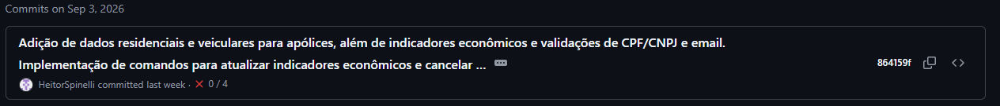 Commits on Sep 3, 2026
Adição de dados residenciais e veiculares para apólices, além de indicadores econômicos e validações de CPF/CNPJ e email.
Implementação de comandos para atualizar indicadores econômicos e cancelar ...
864159f
HeitorSpinelli committed last week · 0 / 4